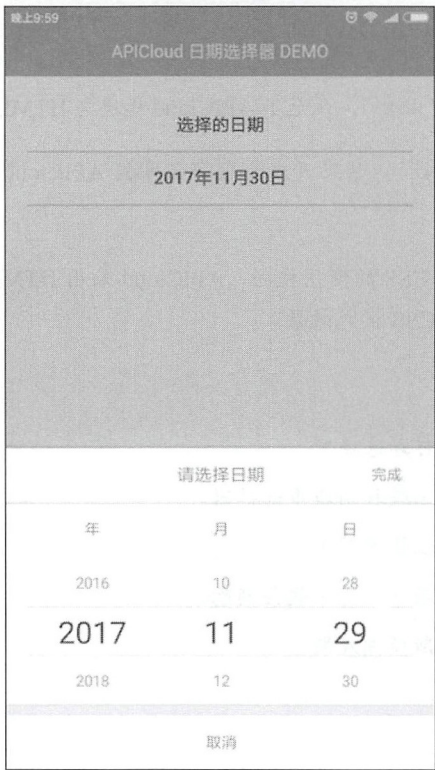 晚上9:59
APICloud 日期选择器 DEMO
选择的日期
2017年11月30日
请选择日期 完成
年 月 日
2016 10 28
2017 11 29
2018 12 30
取消